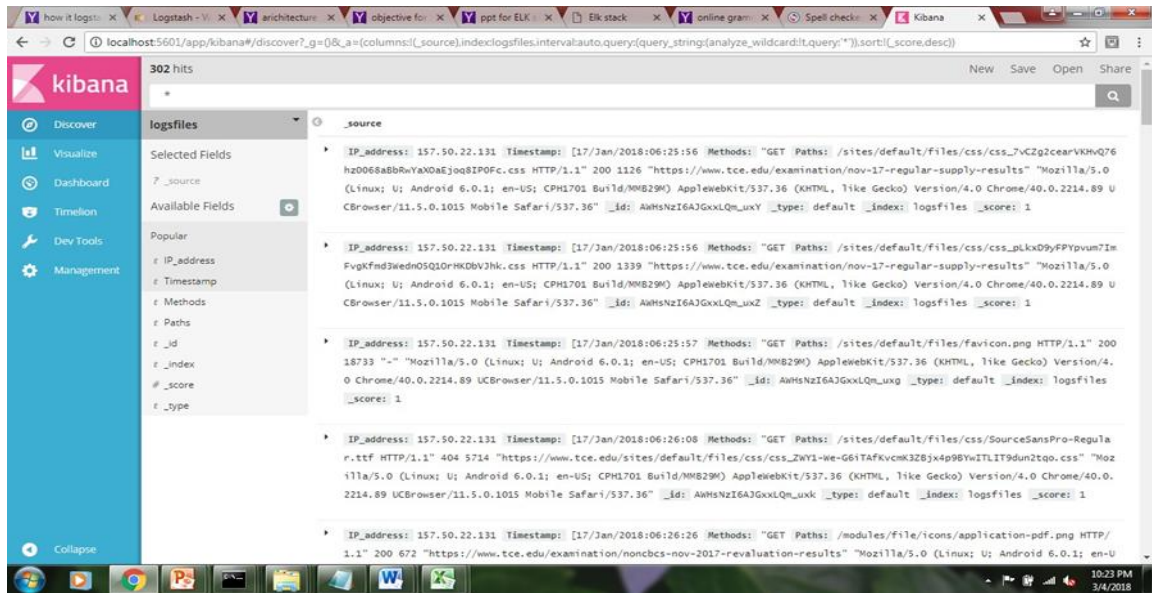 how it logsta
Logstash - W
arichitecture
objective for
ppt for ELK s
Elk stack
online gram
Spell checke
Kibana
localhost:5601/app/kibana#/discover?_g=()&_a=(columns:!(_source),index:logsfiles,interval:auto,query:(query_string:(analyze_wildcard:!t,query:'*')),sort:!(_score,desc))
kibana
302 hits
New Save Open Share
*
Discover
Visualize
Dashboard
Timelion
Dev Tools
Management
Collapse
logsfiles
Selected Fields
? _source
Available Fields
Popular
t IP_address
t Timestamp
t Methods
t Paths
t _id
t _index
# _score
t _type
_source
IP_address: 157.50.22.131 Timestamp: [17/Jan/2018:06:25:56 Methods: "GET Paths: /sites/default/files/css/css_7vCZg2cearVKHvQ76
hzD068aBbRwYaXOaEjoq8IPOFc.css HTTP/1.1" 200 1126 "https://www.tce.edu/examination/nov-17-regular-supply-results" "Mozilla/5.0
(Linux; U; Android 6.0.1; en-US; CPH1701 Build/MMB29M) AppleWebKit/537.36 (KHTML, like Gecko) Version/4.0 Chrome/40.0.2214.89 U
CBrowser/11.5.0.1015 Mobile Safari/537.36" _id: AWHsNzI6AJGxxLQm_uxY _type: default _index: logsfiles _score: 1
IP_address: 157.50.22.131 Timestamp: [17/Jan/2018:06:25:56 Methods: "GET Paths: /sites/default/files/css/css_pLkxD9yFPYpvum7Im
FvgKfmd3WednO5Q1OrHKDbVJhk.css HTTP/1.1" 200 1339 "https://www.tce.edu/examination/nov-17-regular-supply-results" "Mozilla/5.0
(Linux; U; Android 6.0.1; en-US; CPH1701 Build/MMB29M) AppleWebKit/537.36 (KHTML, like Gecko) Version/4.0 Chrome/40.0.2214.89 U
CBrowser/11.5.0.1015 Mobile Safari/537.36" _id: AWHsNzI6AJGxxLQm_uxZ _type: default _index: logsfiles _score: 1
IP_address: 157.50.22.131 Timestamp: [17/Jan/2018:06:25:57 Methods: "GET Paths: /sites/default/files/favicon.png HTTP/1.1" 200
18733 "-" "Mozilla/5.0 (Linux; U; Android 6.0.1; en-US; CPH1701 Build/MMB29M) AppleWebKit/537.36 (KHTML, like Gecko) Version/4.
0 Chrome/40.0.2214.89 UCBrowser/11.5.0.1015 Mobile Safari/537.36" _id: AWHsNzI6AJGxxLQm_uxg _type: default _index: logsfiles
_score: 1
IP_address: 157.50.22.131 Timestamp: [17/Jan/2018:06:26:08 Methods: "GET Paths: /sites/default/files/css/SourceSansPro-Regula
r.ttf HTTP/1.1" 404 5714 "https://www.tce.edu/sites/default/files/css/css_ZWY1-We-G6iTAfKvcmK3Z8jx4p9BYwITLIT9dun2tqo.css" "Moz
illa/5.0 (Linux; U; Android 6.0.1; en-US; CPH1701 Build/MMB29M) AppleWebKit/537.36 (KHTML, like Gecko) Version/4.0 Chrome/40.0.
2214.89 UCBrowser/11.5.0.1015 Mobile Safari/537.36" _id: AWHsNzI6AJGxxLQm_uxk _type: default _index: logsfiles _score: 1
IP_address: 157.50.22.131 Timestamp: [17/Jan/2018:06:26:26 Methods: "GET Paths: /modules/file/icons/application-pdf.png HTTP/
1.1" 200 672 "https://www.tce.edu/examination/noncbcs-nov-2017-revaluation-results" "Mozilla/5.0 (Linux; U; Android 6.0.1; en-U
10:23 PM
3/4/2018